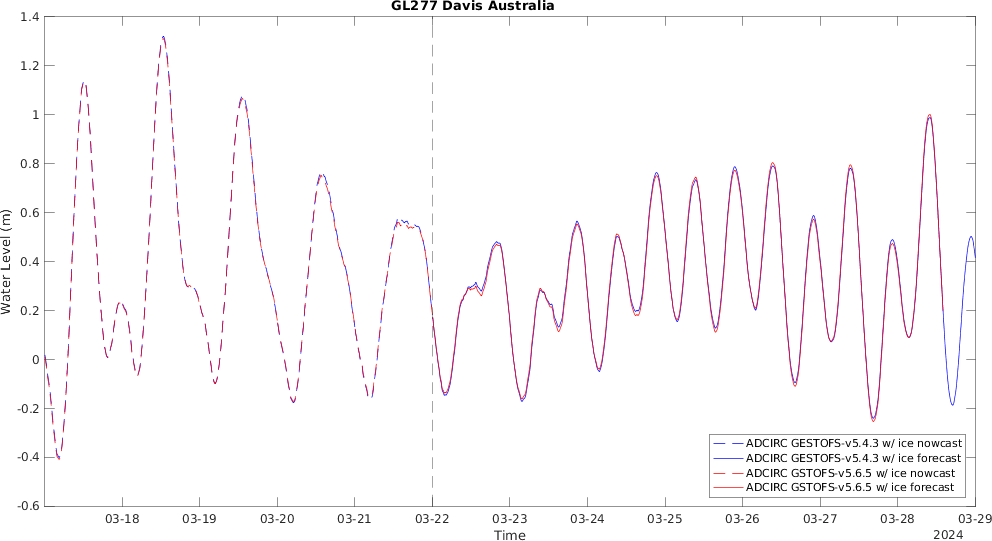 GL277 Davis Australia
1.4
1.2
1
0.8
0.6
0.4
0.2
0
-0.2
-0.4
-0.6
Water Level (m)
ADCIRC GESTOFS-v5.4.3 w/ ice nowcast
ADCIRC GESTOFS-v5.4.3 w/ ice forecast
ADCIRC GSTOFS-v5.6.5 w/ ice nowcast
ADCIRC GSTOFS-v5.6.5 w/ ice forecast
03-18 03-19 03-20 03-21 03-22 03-23 03-24 03-25 03-26 03-27 03-28 03-29
Time
2024